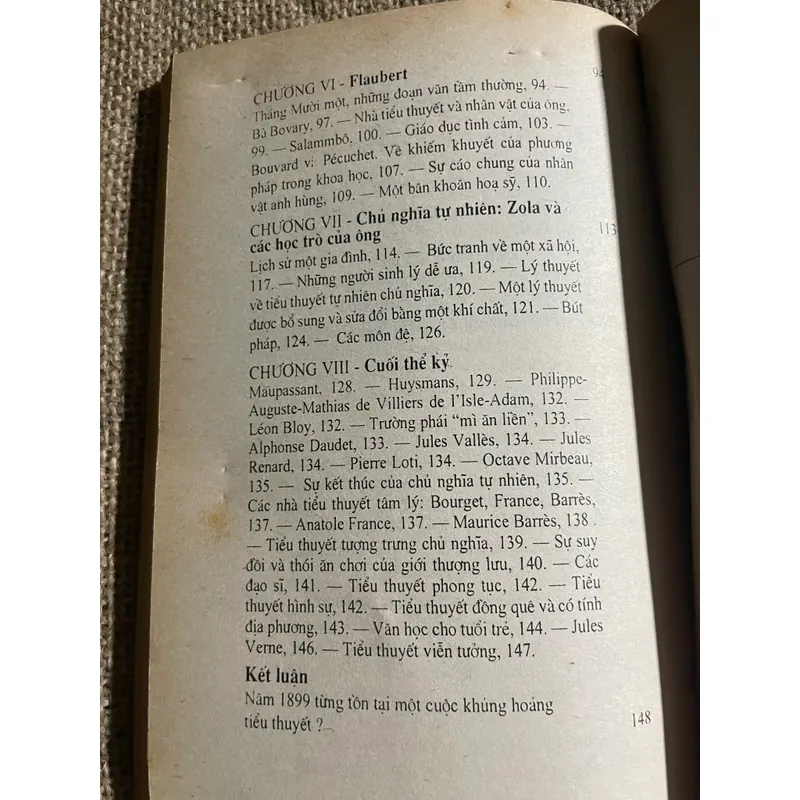 CHƯƠNG VI - Flaubert 94
Tháng Mười một, những đoạn văn tầm thường, 94. —
Bà Bovary, 97. — Nhà tiểu thuyết và nhân vật của ông,
99. — Salammbô, 100. — Giáo dục tình cảm, 103. —
Bouvard v: Pécuchet. Về khiếm khuyết của phương
pháp trong khoa học, 107. — Sự cáo chung của nhân
vật anh hùng, 109. — Một băn khoăn hoạ sỹ, 110.
CHƯƠNG VII - Chủ nghĩa tự nhiên: Zola và
các học trò của ông 113
Lịch sử một gia đình, 114. — Bức tranh về một xã hội,
117. — Những người sinh lý dễ ưa, 119. — Lý thuyết
về tiểu thuyết tự nhiên chủ nghĩa, 120. — Một lý thuyết
được bổ sung và sửa đổi bằng một khí chất, 121. — Bút
pháp, 124. — Các môn đệ, 126.
CHƯƠNG VIII - Cuối thế kỷ
Maupassant, 128. — Huysmans, 129. — Philippe-
Auguste-Mathias de Villiers de l'Isle-Adam, 132. —
Léon Bloy, 132. — Trường phái “mì ăn liền”, 133. —
Alphonse Daudet, 133. — Jules Vallès, 134. — Jules
Renard, 134. — Pierre Loti, 134. — Octave Mirbeau,
135. — Sự kết thúc của chủ nghĩa tự nhiên, 135. —
Các nhà tiểu thuyết tâm lý: Bourget, France, Barrès,
137. — Anatole France, 137. — Maurice Barrès, 138 .
— Tiểu thuyết tượng trưng chủ nghĩa, 139. — Sự suy
đồi và thói ăn chơi của giới thượng lưu, 140. — Các
đạo sĩ, 141. — Tiểu thuyết phong tục, 142. — Tiểu
thuyết hình sự, 142. — Tiểu thuyết đồng quê và có tính
địa phương, 143. — Văn học cho tuổi trẻ, 144. — Jules
Verne, 146. — Tiểu thuyết viễn tưởng, 147.
Kết luận
Năm 1899 từng tồn tại một cuộc khủng hoảng
tiểu thuyết ? 148